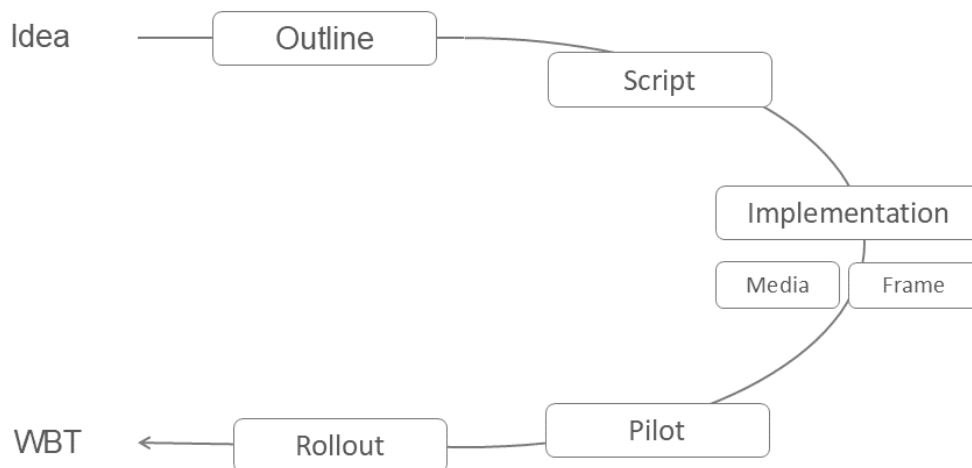 Idea
Outline
Script
Implementation
Media
Frame
Pilot
Rollout
WBT